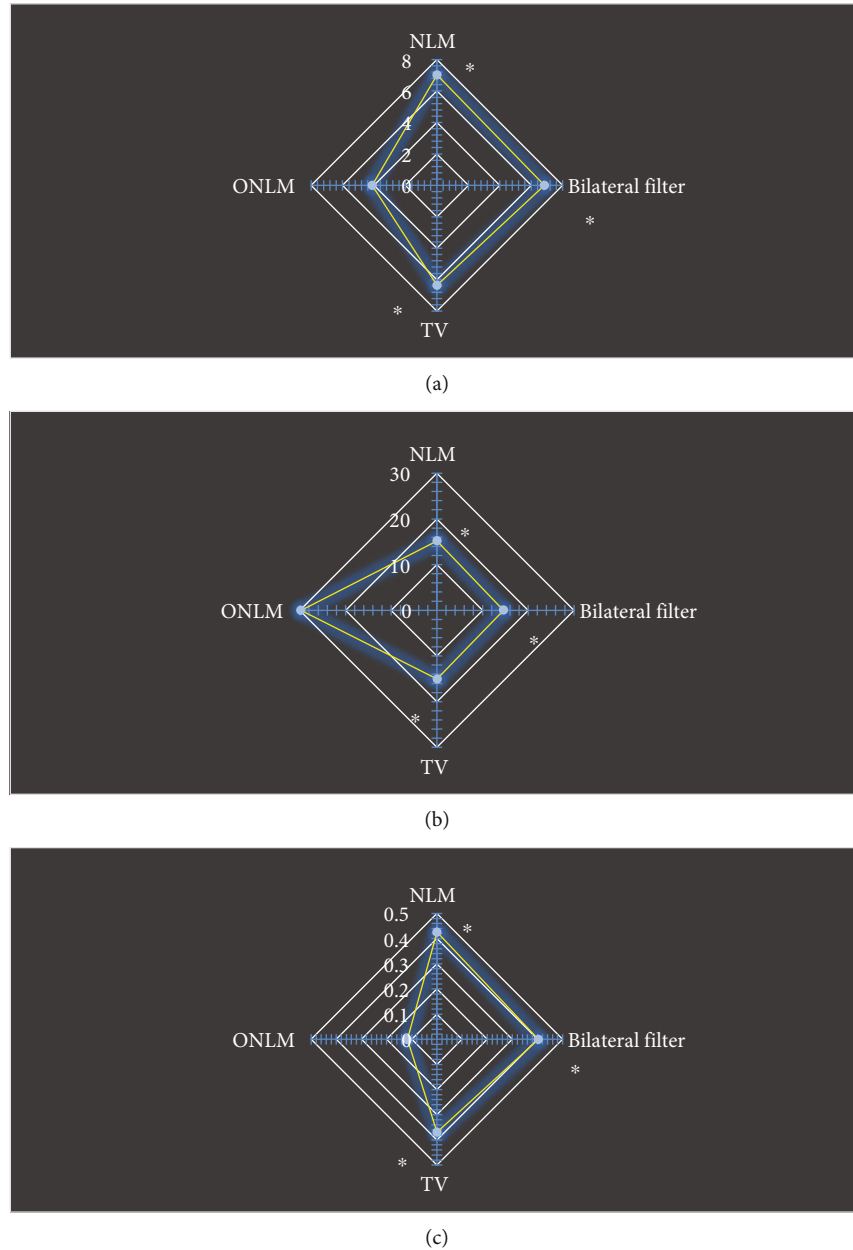 NLM
8
*
6
4
2
ONLM
0
Bilateral filter
*
*
TV
(a)
NLM
30
20
*
10
ONLM
0
Bilateral filter
*
*
TV
(b)
NLM
0.5
*
0.4
0.3
0.2
0.1
ONLM
0
Bilateral filter
*
*
TV
(c)